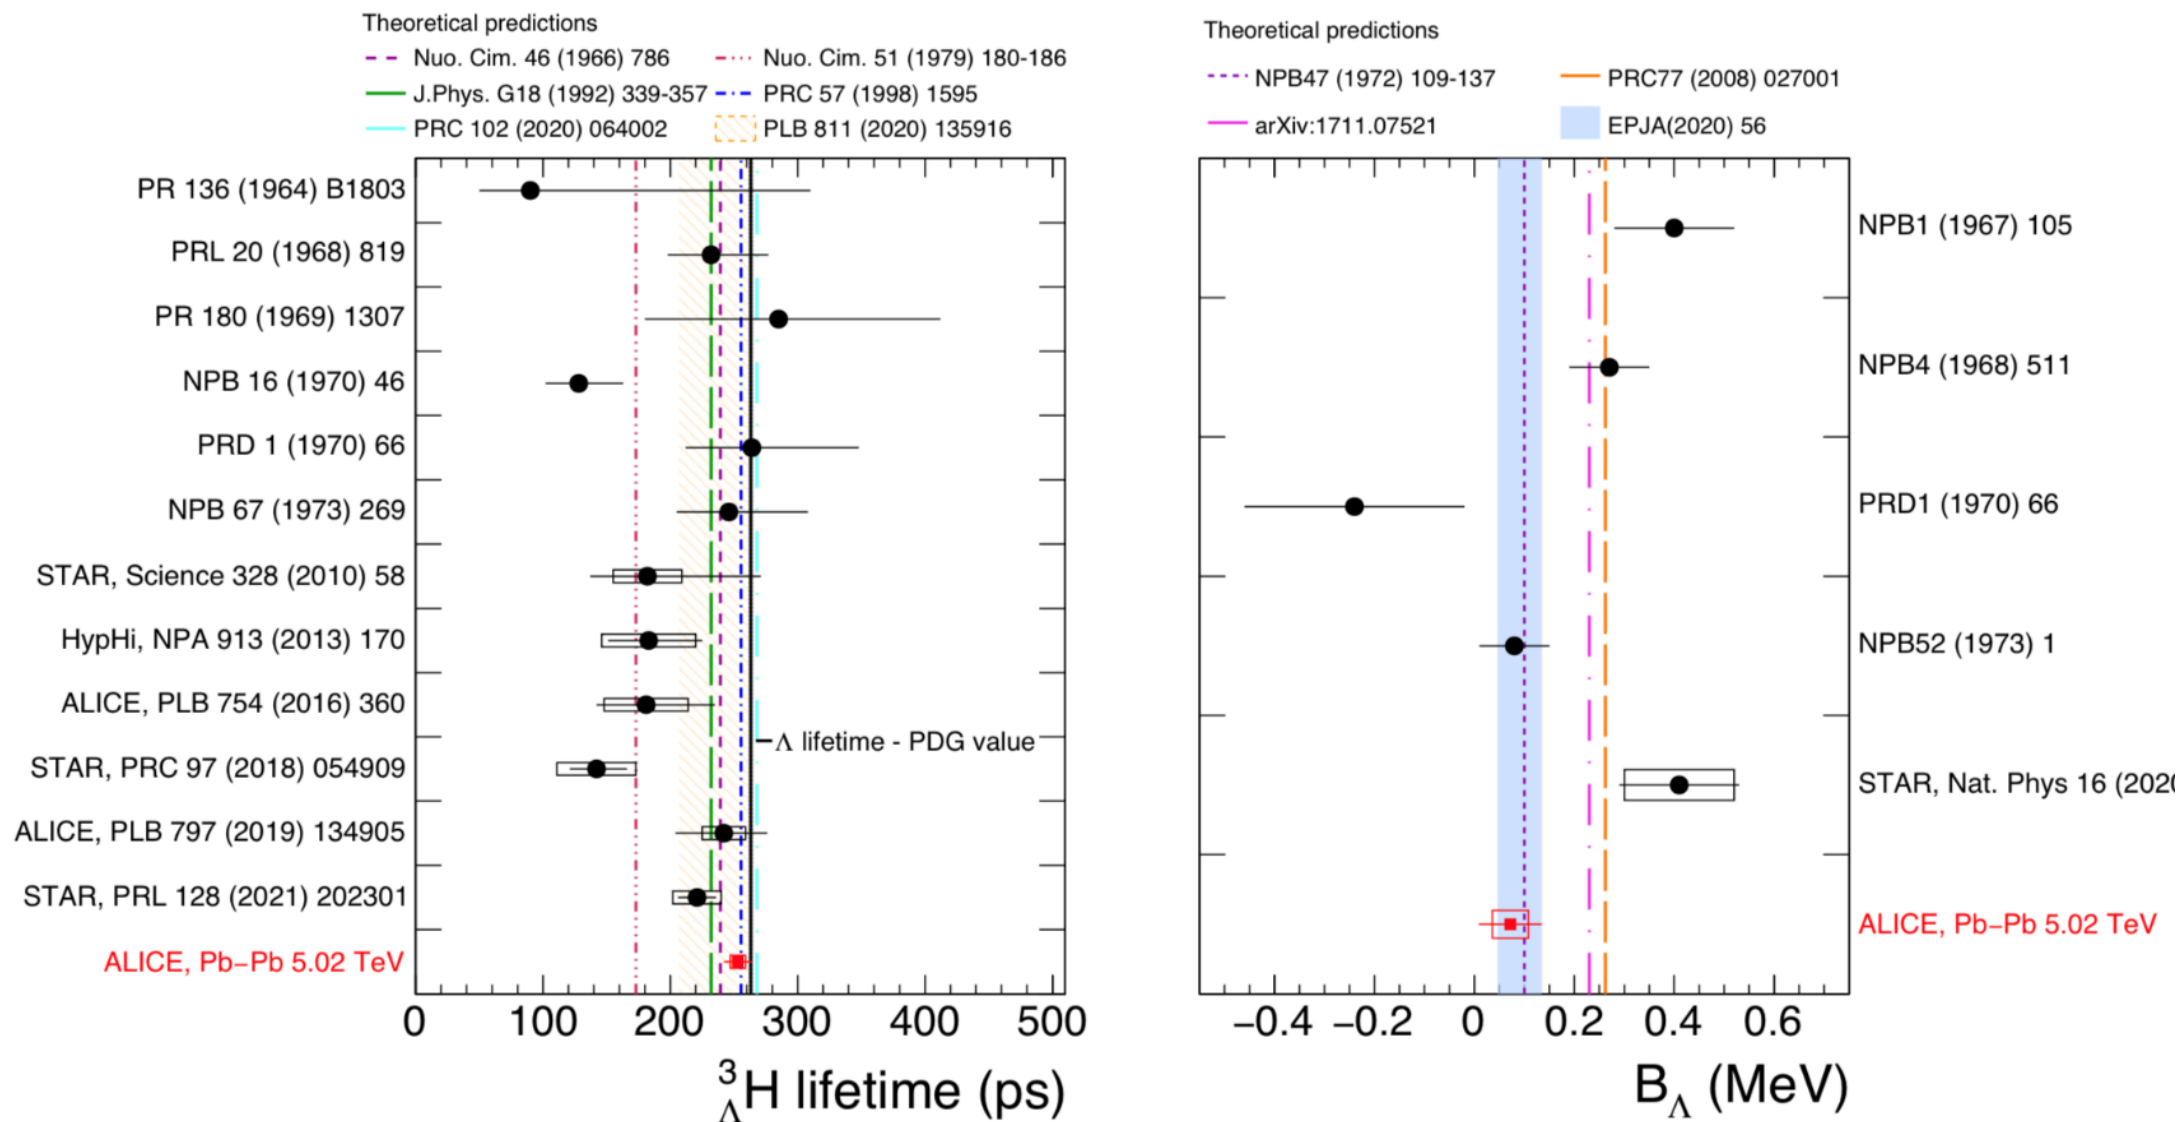 Theoretical predictions
Nuo. Cim. 46 (1966) 786
Nuo. Cim. 51 (1979) 180-186
J.Phys. G18 (1992) 339-357
PRC 57 (1998) 1595
PRC 102 (2020) 064002
PLB 811 (2020) 135916
PR 136 (1964) B1803
PRL 20 (1968) 819
PR 180 (1969) 1307
NPB 16 (1970) 46
PRD 1 (1970) 66
NPB 67 (1973) 269
STAR, Science 328 (2010) 58
HypHi, NPA 913 (2013) 170
ALICE, PLB 754 (2016) 360
Λ lifetime - PDG value
STAR, PRC 97 (2018) 054909
ALICE, PLB 797 (2019) 134905
STAR, PRL 128 (2021) 202301
ALICE, Pb−Pb 5.02 TeV
0 100 200 300 400 500
³ΛH lifetime (ps)
Theoretical predictions
NPB47 (1972) 109-137
PRC77 (2008) 027001
arXiv:1711.07521
EPJA(2020) 56
NPB1 (1967) 105
NPB4 (1968) 511
PRD1 (1970) 66
NPB52 (1973) 1
STAR, Nat. Phys 16 (2020
ALICE, Pb−Pb 5.02 TeV
−0.4 −0.2 0 0.2 0.4 0.6
BΛ (MeV)